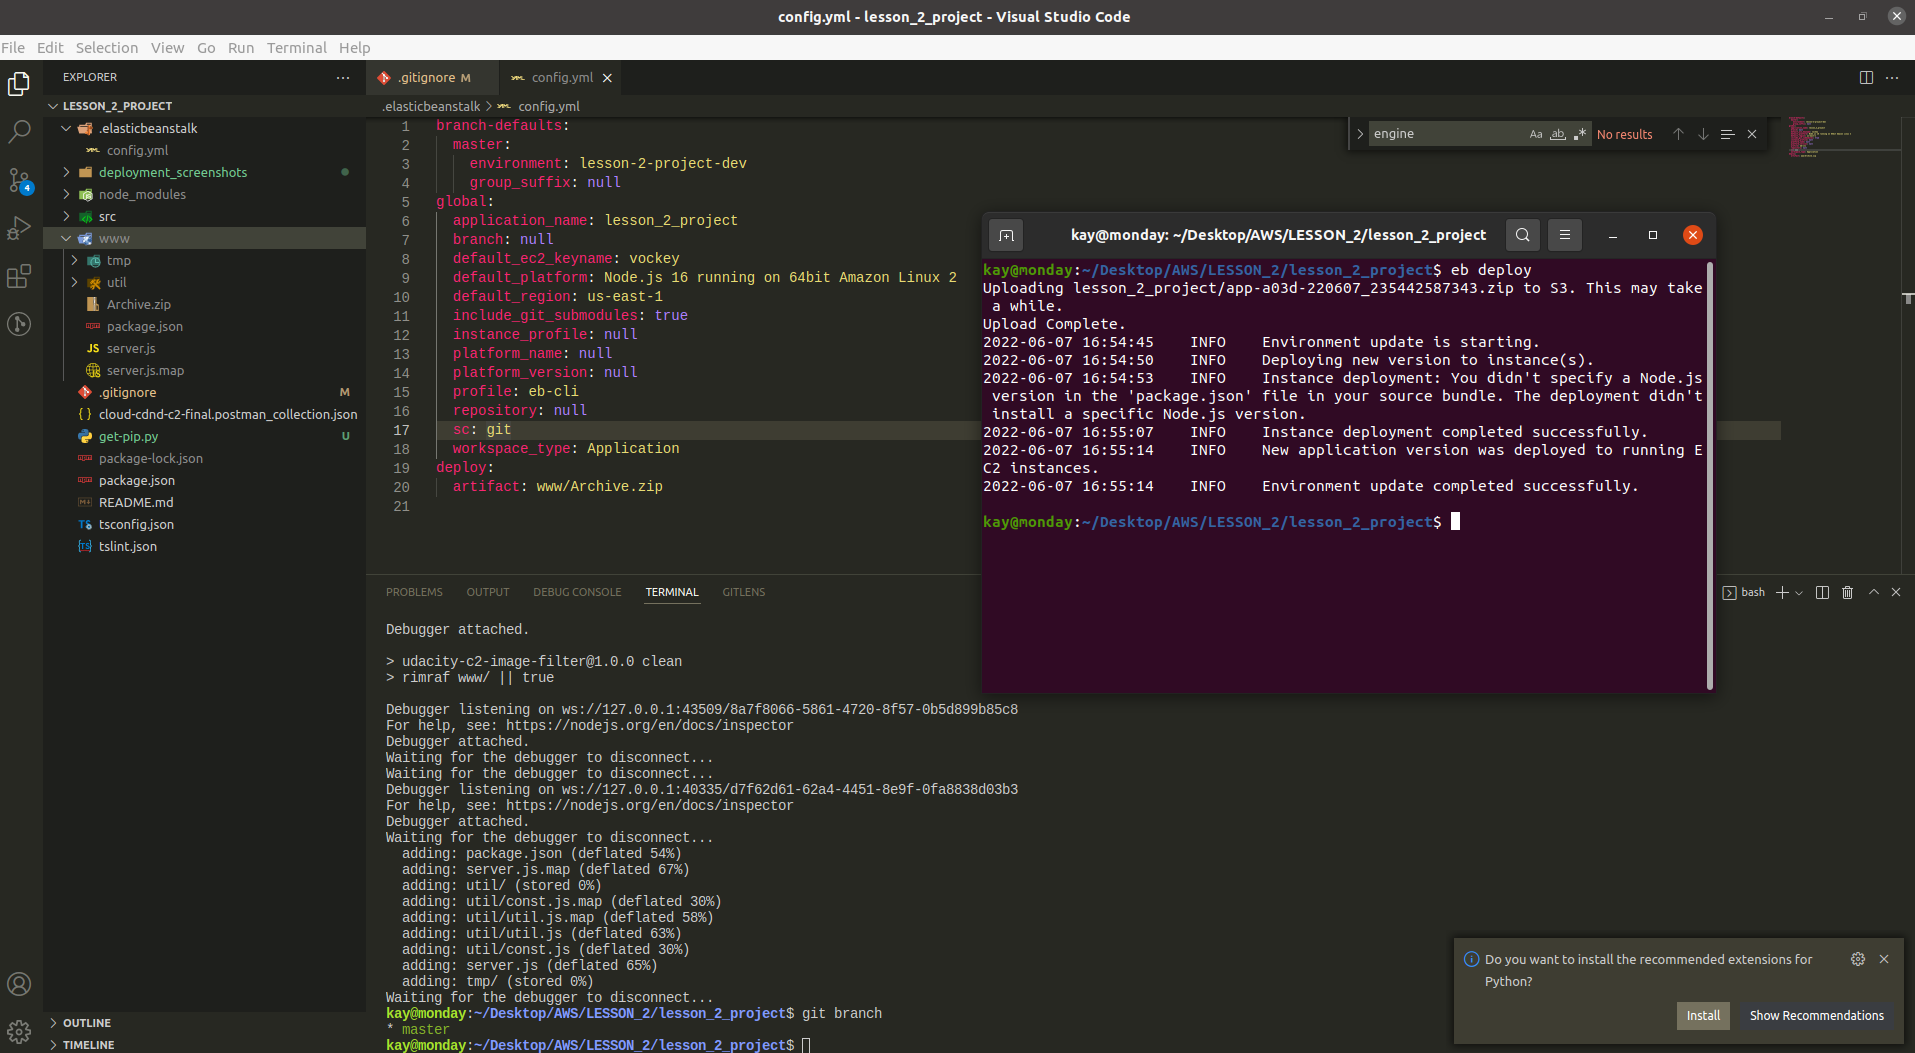 config.yml - lesson_2_project - Visual Studio Code
File Edit Selection View Go Run Terminal Help
EXPLORER
LESSON_2_PROJECT
.elasticbeanstalk
config.yml
deployment_screenshots
node_modules
src
www
tmp
util
Archive.zip
package.json
JS server.js
server.js.map
.gitignore M
{ } cloud-cdnd-c2-final.postman_collection.json
get-pip.py U
package-lock.json
package.json
README.md
TS tsconfig.json
TS tslint.json
OUTLINE
TIMELINE
4
.gitignore M
config.yml
.elasticbeanstalk > config.yml
1 branch-defaults:
2 master:
3 environment: lesson-2-project-dev
4 group_suffix: null
5 global:
6 application_name: lesson_2_project
7 branch: null
8 default_ec2_keyname: vockey
9 default_platform: Node.js 16 running on 64bit Amazon Linux 2
10 default_region: us-east-1
11 include_git_submodules: true
12 instance_profile: null
13 platform_name: null
14 platform_version: null
15 profile: eb-cli
16 repository: null
17 sc: git
18 workspace_type: Application
19 deploy:
20 artifact: www/Archive.zip
21
engine Aa ab No results
kay@monday: ~/Desktop/AWS/LESSON_2/lesson_2_project
kay@monday:~/Desktop/AWS/LESSON_2/lesson_2_project$ eb deploy
Uploading lesson_2_project/app-a03d-220607_235442587343.zip to S3. This may take
a while.
Upload Complete.
2022-06-07 16:54:45 INFO Environment update is starting.
2022-06-07 16:54:50 INFO Deploying new version to instance(s).
2022-06-07 16:54:53 INFO Instance deployment: You didn't specify a Node.js
version in the 'package.json' file in your source bundle. The deployment didn't
install a specific Node.js version.
2022-06-07 16:55:07 INFO Instance deployment completed successfully.
2022-06-07 16:55:14 INFO New application version was deployed to running E
C2 instances.
2022-06-07 16:55:14 INFO Environment update completed successfully.
kay@monday:~/Desktop/AWS/LESSON_2/lesson_2_project$
PROBLEMS OUTPUT DEBUG CONSOLE TERMINAL GITLENS
bash
Debugger attached.
> udacity-c2-image-filter@1.0.0 clean
> rimraf www/ || true
Debugger listening on ws://127.0.0.1:43509/8a7f8066-5861-4720-8f57-0b5d899b85c8
For help, see: https://nodejs.org/en/docs/inspector
Debugger attached.
Waiting for the debugger to disconnect...
Waiting for the debugger to disconnect...
Debugger listening on ws://127.0.0.1:40335/d7f62d61-62a4-4451-8e9f-0fa8838d03b3
For help, see: https://nodejs.org/en/docs/inspector
Debugger attached.
Waiting for the debugger to disconnect...
adding: package.json (deflated 54%)
adding: server.js.map (deflated 67%)
adding: util/ (stored 0%)
adding: util/const.js.map (deflated 30%)
adding: util/util.js.map (deflated 58%)
adding: util/util.js (deflated 63%)
adding: util/const.js (deflated 30%)
adding: server.js (deflated 65%)
adding: tmp/ (stored 0%)
Waiting for the debugger to disconnect...
kay@monday:~/Desktop/AWS/LESSON_2/lesson_2_project$ git branch
* master
kay@monday:~/Desktop/AWS/LESSON_2/lesson_2_project$
Do you want to install the recommended extensions for
Python?
Install Show Recommendations